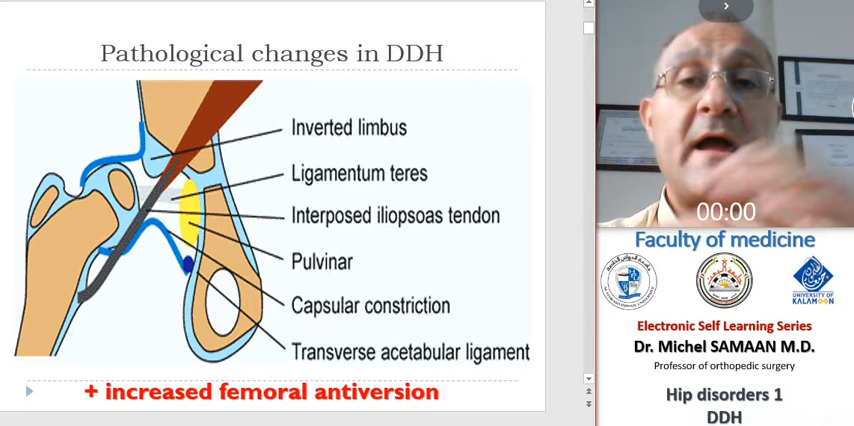 Pathological changes in DDH
Inverted limbus
Ligamentum teres
Interposed iliopsoas tendon
Pulvinar
Capsular constriction
Transverse acetabular ligament
+ increased femoral antiversion
00:00
Faculty of medicine
UNIVERSITY OF
KALAMOON
Electronic Self Learning Series
Dr. Michel SAMAAN M.D.
Professor of orthopedic surgery
Hip disorders 1
DDH